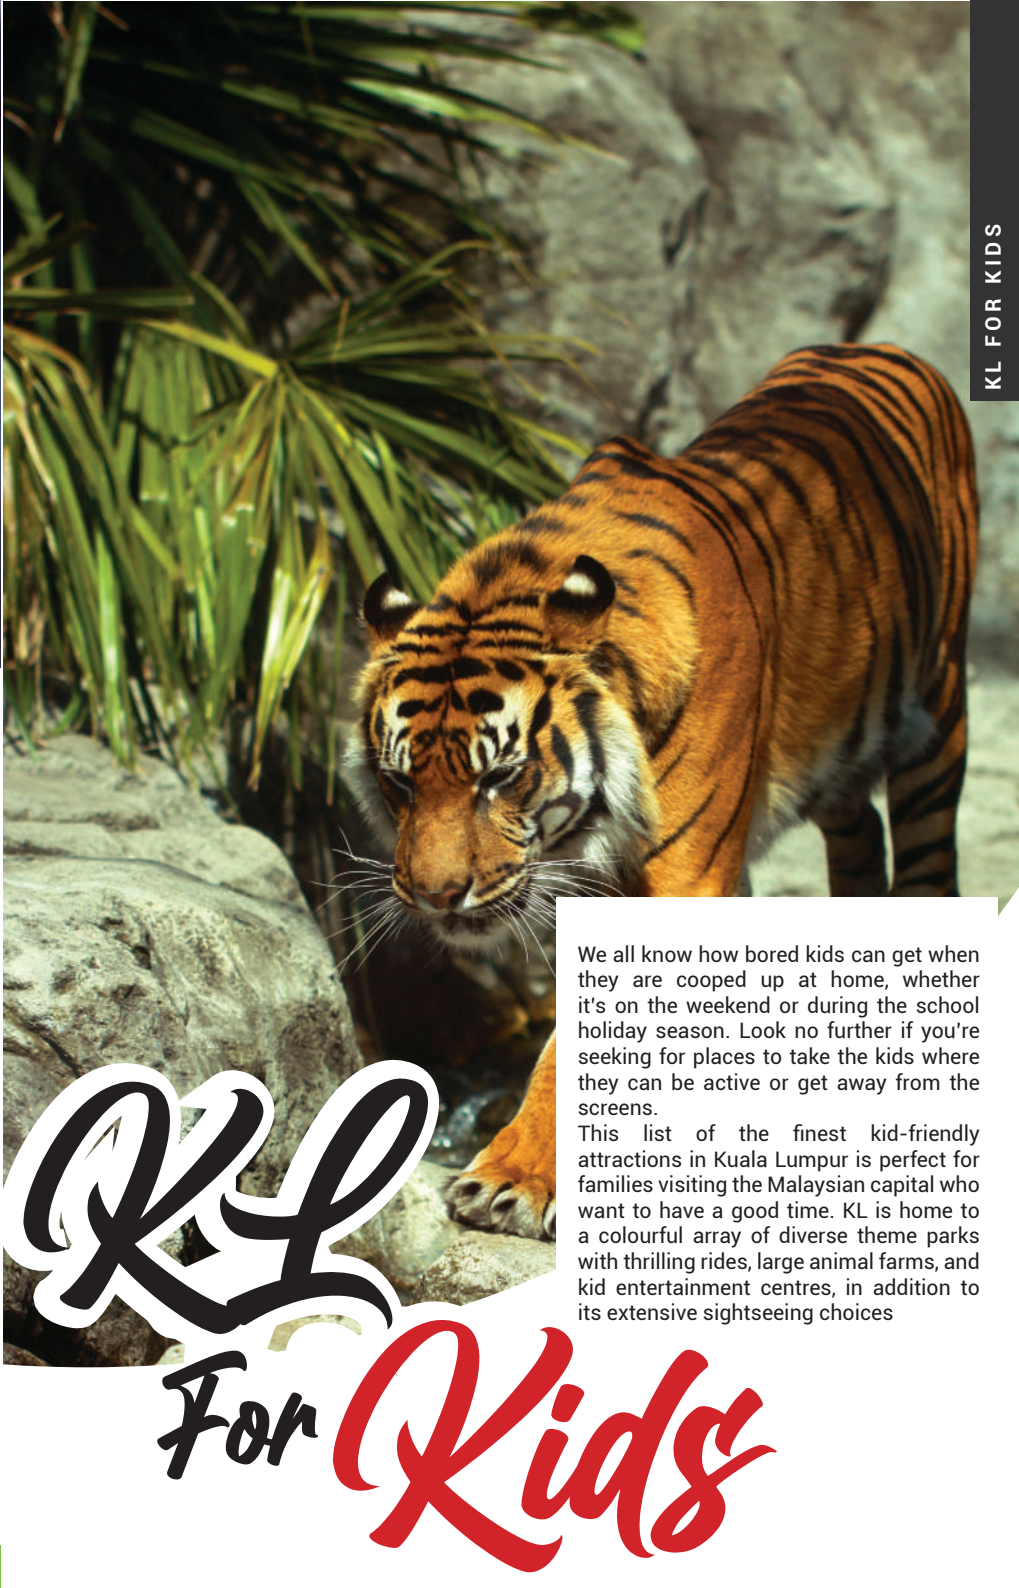 KL FOR KIDS
We all know how bored kids can get when
they are cooped up at home, whether
it's on the weekend or during the school
holiday season. Look no further if you're
seeking for places to take the kids where
they can be active or get away from the
screens.
This list of the finest kid-friendly
attractions in Kuala Lumpur is perfect for
families visiting the Malaysian capital who
want to have a good time. KL is home to
a colourful array of diverse theme parks
with thrilling rides, large animal farms, and
kid entertainment centres, in addition to
its extensive sightseeing choices
KL
For Kids